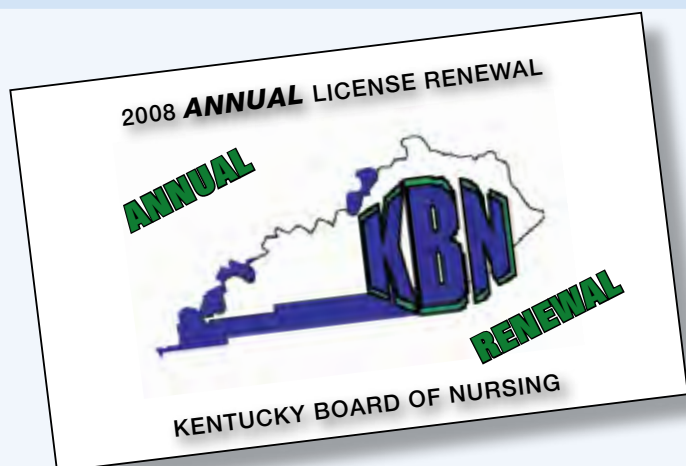 2008 ANNUAL LICENSE RENEWAL
ANNUAL
KBN
RENEWAL
KENTUCKY BOARD OF NURSING